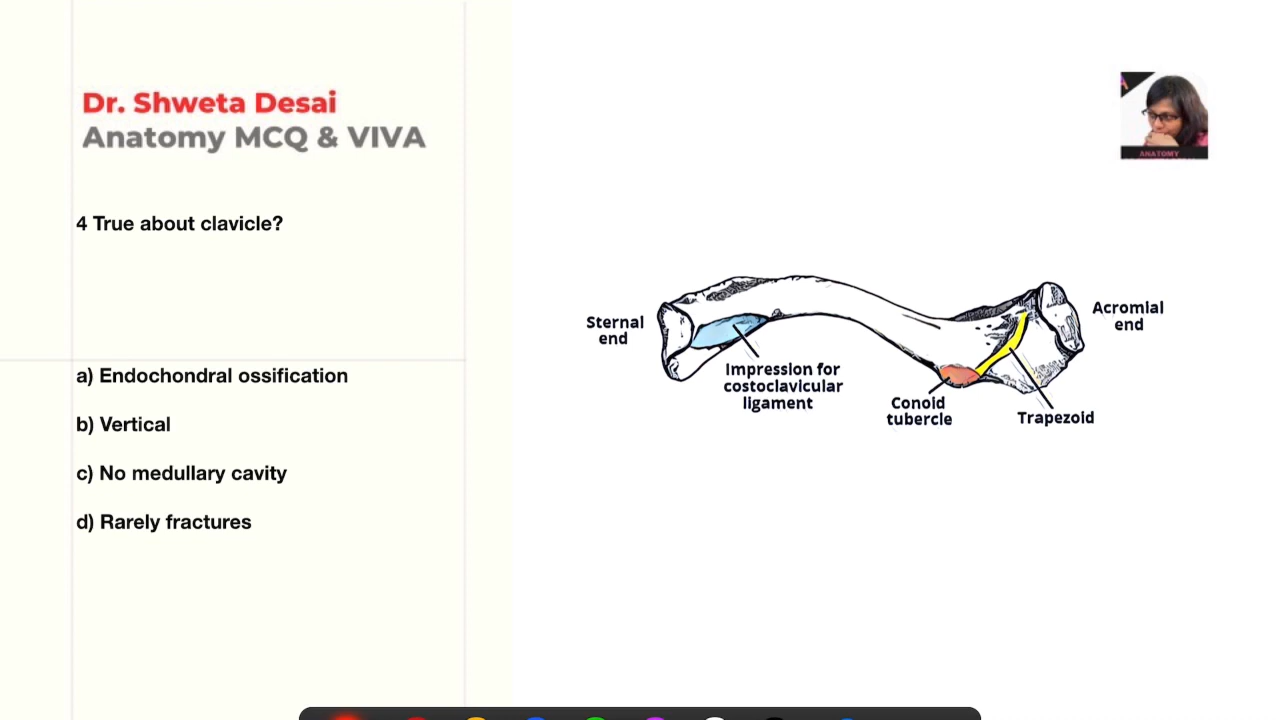 Dr. Shweta Desai
Anatomy MCQ & VIVA
4 True about clavicle?
a) Endochondral ossification
b) Vertical
c) No medullary cavity
d) Rarely fractures
Sternal
end
Impression for
costoclavicular
ligament
Conoid
tubercle
Trapezoid
Acromial
end
A
ANATOMY